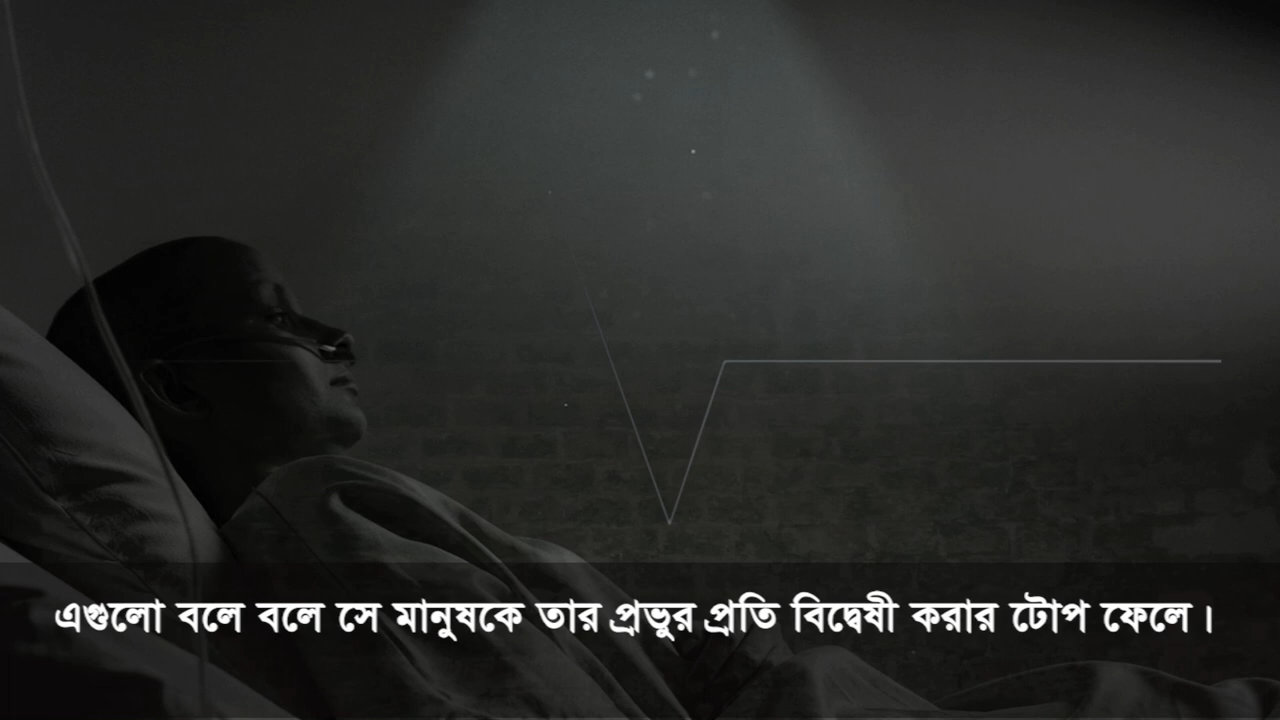 এগুলো বলে বলে সে মানুষকে তার প্রভুর প্রতি বিদ্বেষী করার টোপ ফেলে।